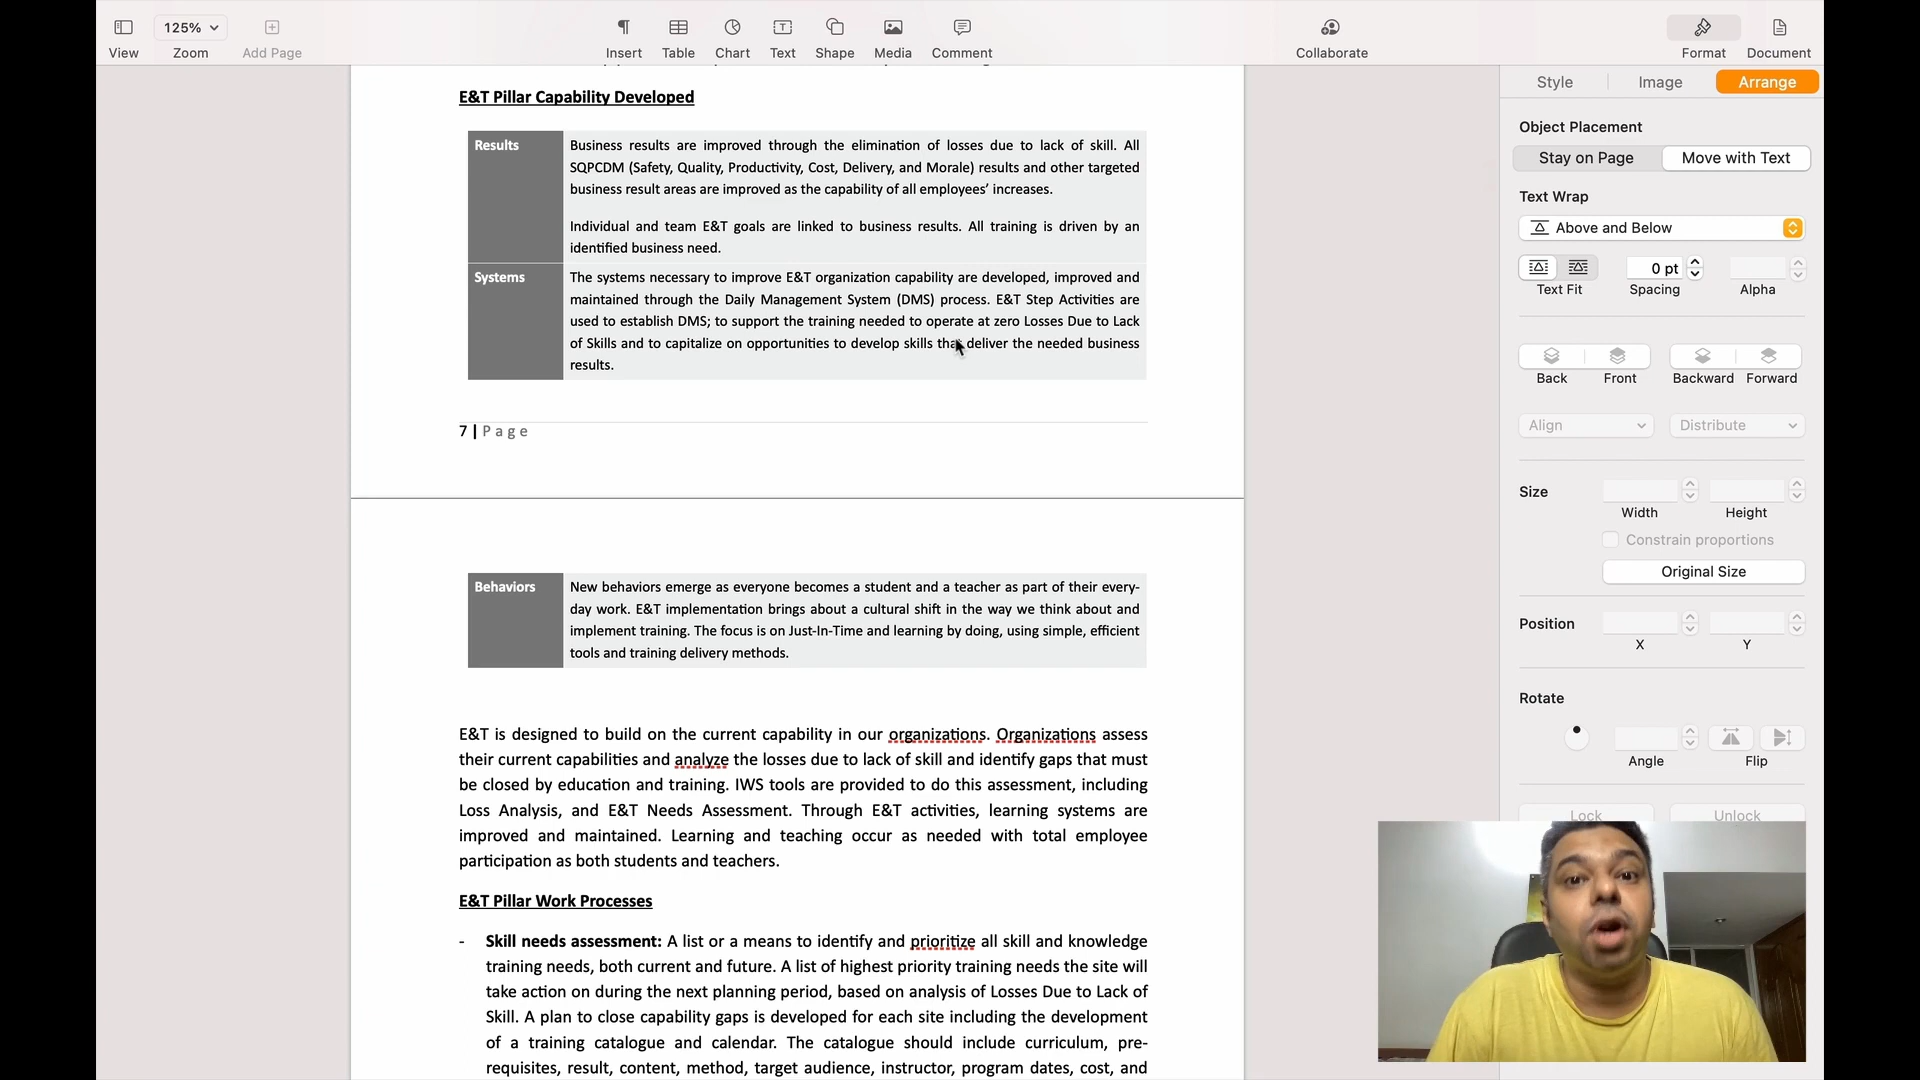 125%
View
Zoom
Add Page
Insert
Table
Chart
Text
Shape
Media
Comment
Collaborate
Format
Document
E&T Pillar Capability Developed
Results
Business results are improved through the elimination of losses due to lack of skill. All
SQPCDM (Safety, Quality, Productivity, Cost, Delivery, and Morale) results and other targeted
business result areas are improved as the capability of all employees’ increases.
Individual and team E&T goals are linked to business results. All training is driven by an
identified business need.
Systems
The systems necessary to improve E&T organization capability are developed, improved and
maintained through the Daily Management System (DMS) process. E&T Step Activities are
used to establish DMS; to support the training needed to operate at zero Losses Due to Lack
of Skills and to capitalize on opportunities to develop skills that deliver the needed business
results.
7 | Page
Behaviors
New behaviors emerge as everyone becomes a student and a teacher as part of their every-
day work. E&T implementation brings about a cultural shift in the way we think about and
implement training. The focus is on Just-In-Time and learning by doing, using simple, efficient
tools and training delivery methods.
E&T is designed to build on the current capability in our organizations. Organizations assess
their current capabilities and analyze the losses due to lack of skill and identify gaps that must
be closed by education and training. IWS tools are provided to do this assessment, including
Loss Analysis, and E&T Needs Assessment. Through E&T activities, learning systems are
improved and maintained. Learning and teaching occur as needed with total employee
participation as both students and teachers.
E&T Pillar Work Processes
- Skill needs assessment: A list or a means to identify and prioritize all skill and knowledge
training needs, both current and future. A list of highest priority training needs the site will
take action on during the next planning period, based on analysis of Losses Due to Lack of
Skill. A plan to close capability gaps is developed for each site including the development
of a training catalogue and calendar. The catalogue should include curriculum, pre-
requisites, result, content, method, target audience, instructor, program dates, cost, and
Style
Image
Arrange
Object Placement
Stay on Page
Move with Text
Text Wrap
Above and Below
0 pt
Text Fit
Spacing
Alpha
Back
Front
Backward
Forward
Align
Distribute
Size
Width
Height
Constrain proportions
Original Size
Position
X
Y
Rotate
Angle
Flip
Lock
Unlock